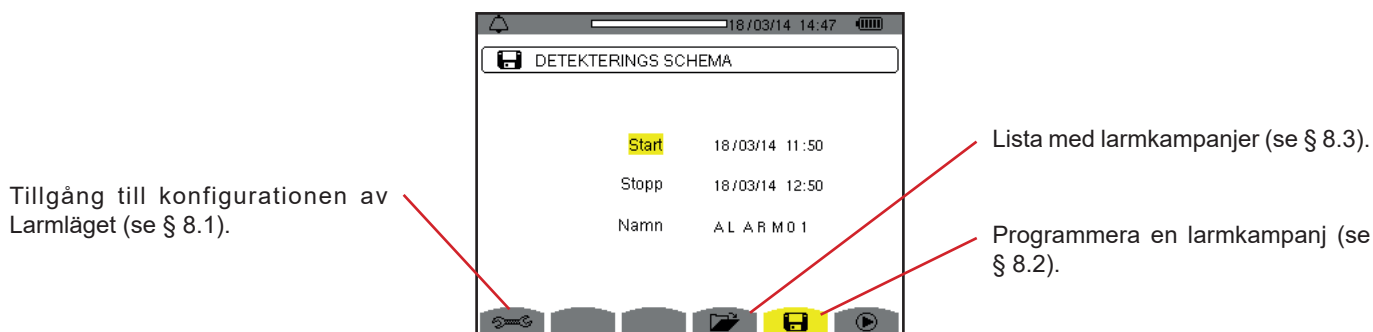 18/03/14 14:47
DETEKTERINGS SCHEMA
Start 18/03/14 11:50
Stopp 18/03/14 12:50
Namn ALARM01
Tillgång till konfigurationen av
Larmläget (se § 8.1).
Lista med larmkampanjer (se § 8.3).
Programmera en larmkampanj (se
§ 8.2).